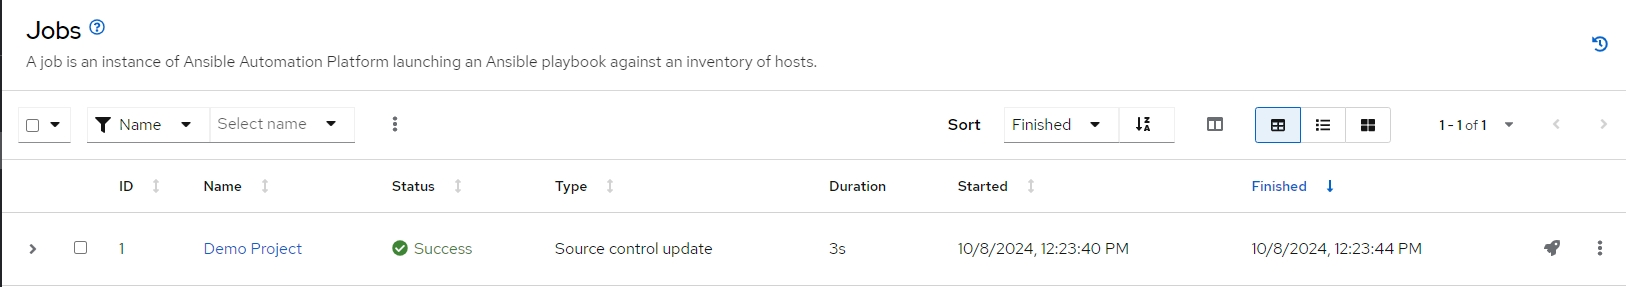 Jobs
A job is an instance of Ansible Automation Platform launching an Ansible playbook against an inventory of hosts.
Name Select name Sort Finished 1 - 1 of 1
ID Name Status Type Duration Started Finished
1 Demo Project Success Source control update 3s 10/8/2024, 12:23:40 PM 10/8/2024, 12:23:44 PM